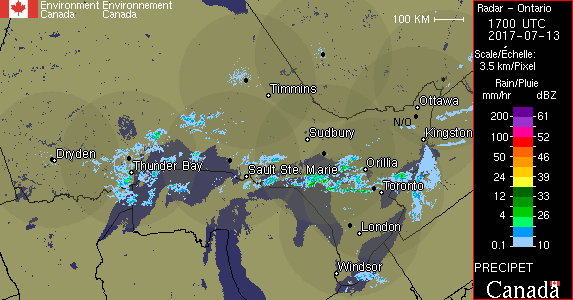 Environment Environnement
Canada Canada
100 KM
Timmins
Ottawa
N/O
Kingston
Sudbury
Dryden
Thunder Bay
Sault Ste. Marie
Orillia
Toronto
London
Windsor
Radar - Ontario
1700 UTC
2017-07-13
Scale/Échelle:
3.5 km/Pixel
Rain/Pluie
mm/hr dBZ
200 61
100 52
50 46
24 39
12 33
4 26
0.1 10
PRECIPET
Canada